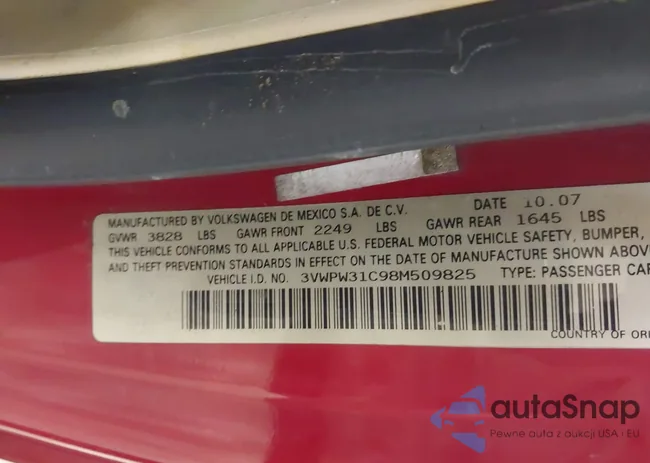 MANUFACTURED BY VOLKSWAGEN DE MEXICO S.A. DE C.V. DATE 10.07
GVWR 3828 LBS GAWR FRONT 2249 LBS GAWR REAR 1645 LBS
THIS VEHICLE CONFORMS TO ALL APPLICABLE U.S. FEDERAL MOTOR VEHICLE SAFETY, BUMPER,
AND THEFT PREVENTION STANDARDS IN EFFECT ON THE DATE OF MANUFACTURE SHOWN ABOVE
VEHICLE I.D. NO. 3VWPW31C98M509825 TYPE: PASSENGER CAR
COUNTRY OF ORI
autaSnap
Pewne auta z aukcji USA i EU